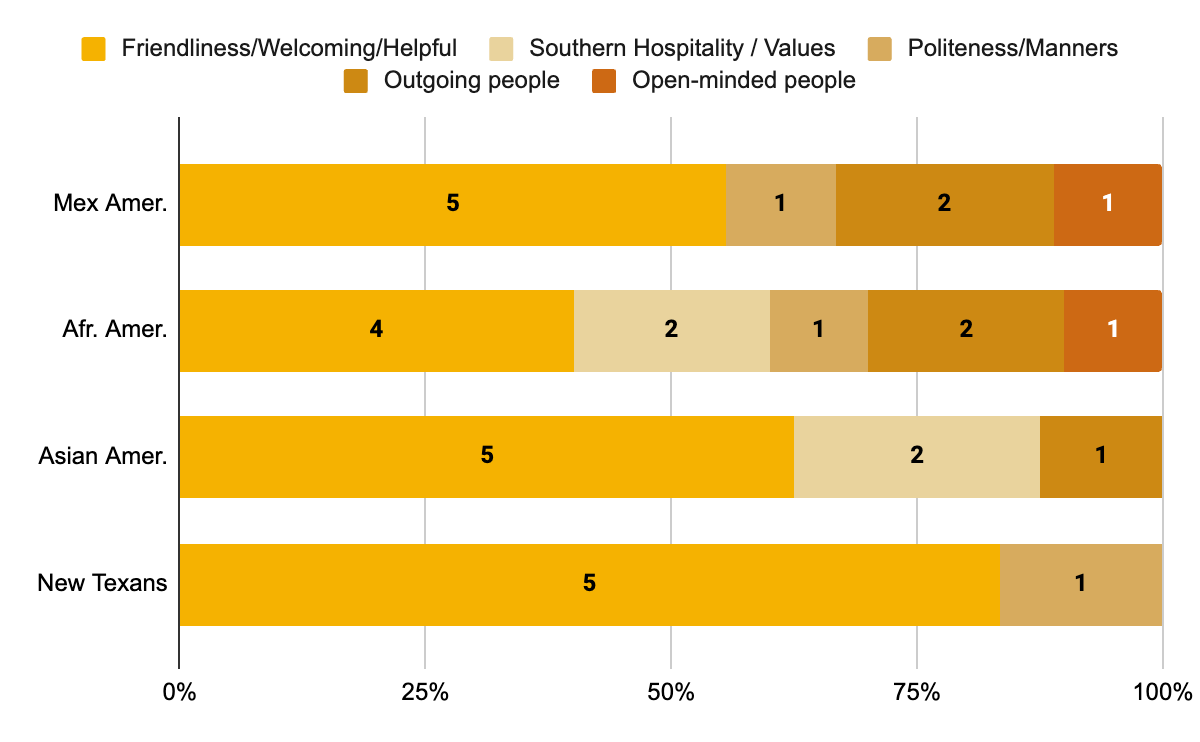 Friendliness/Welcoming/Helpful Southern Hospitality / Values Politeness/Manners
Outgoing people Open-minded people
Mex Amer. 5 1 2 1
Afr. Amer. 4 2 1 2 1
Asian Amer. 5 2 1
New Texans 5 1
0% 25% 50% 75% 100%